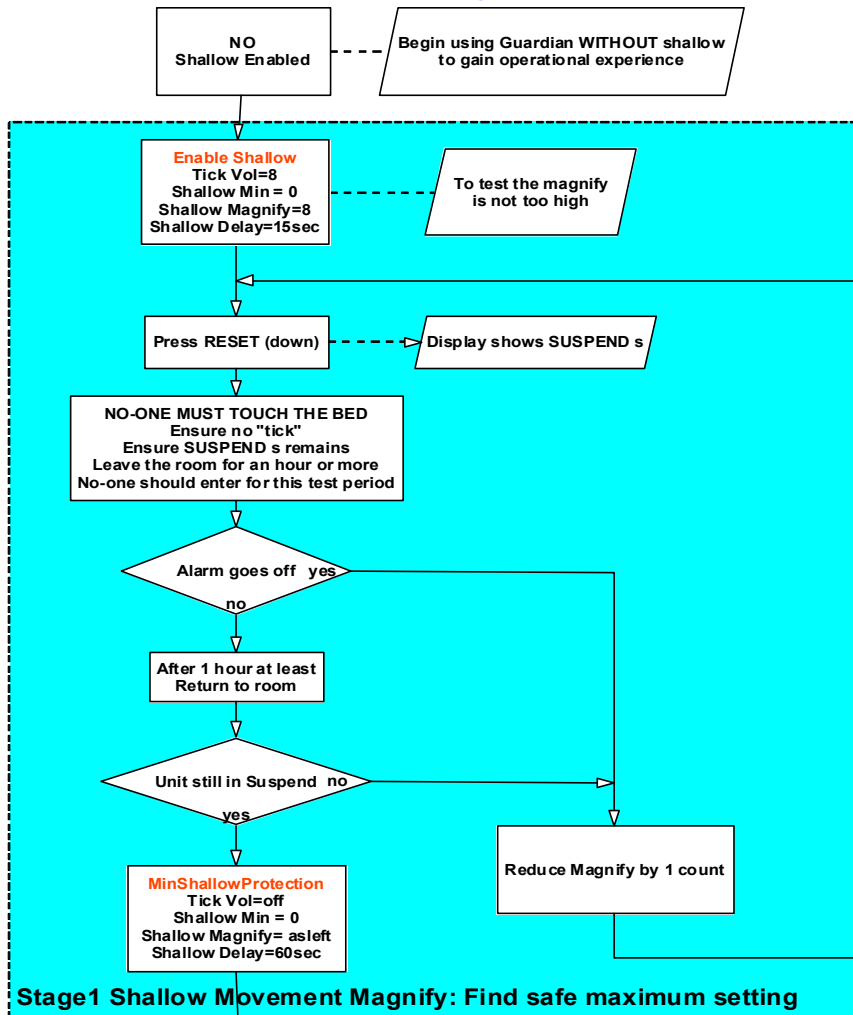 NO
Shallow Enabled
Begin using Guardian WITHOUT shallow
to gain operational experience
Enable Shallow
Tick Vol=8
Shallow Min = 0
Shallow Magnify=8
Shallow Delay=15sec
To test the magnify
is not too high
Press RESET (down)
Display shows SUSPEND s
NO-ONE MUST TOUCH THE BED
Ensure no "tick"
Ensure SUSPEND s remains
Leave the room for an hour or more
No-one should enter for this test period
Alarm goes off yes
no
After 1 hour at least
Return to room
Unit still in Suspend no
yes
Reduce Magnify by 1 count
MinShallowProtection
Tick Vol=off
Shallow Min = 0
Shallow Magnify= asleft
Shallow Delay=60sec
Stage1 Shallow Movement Magnify: Find safe maximum setting